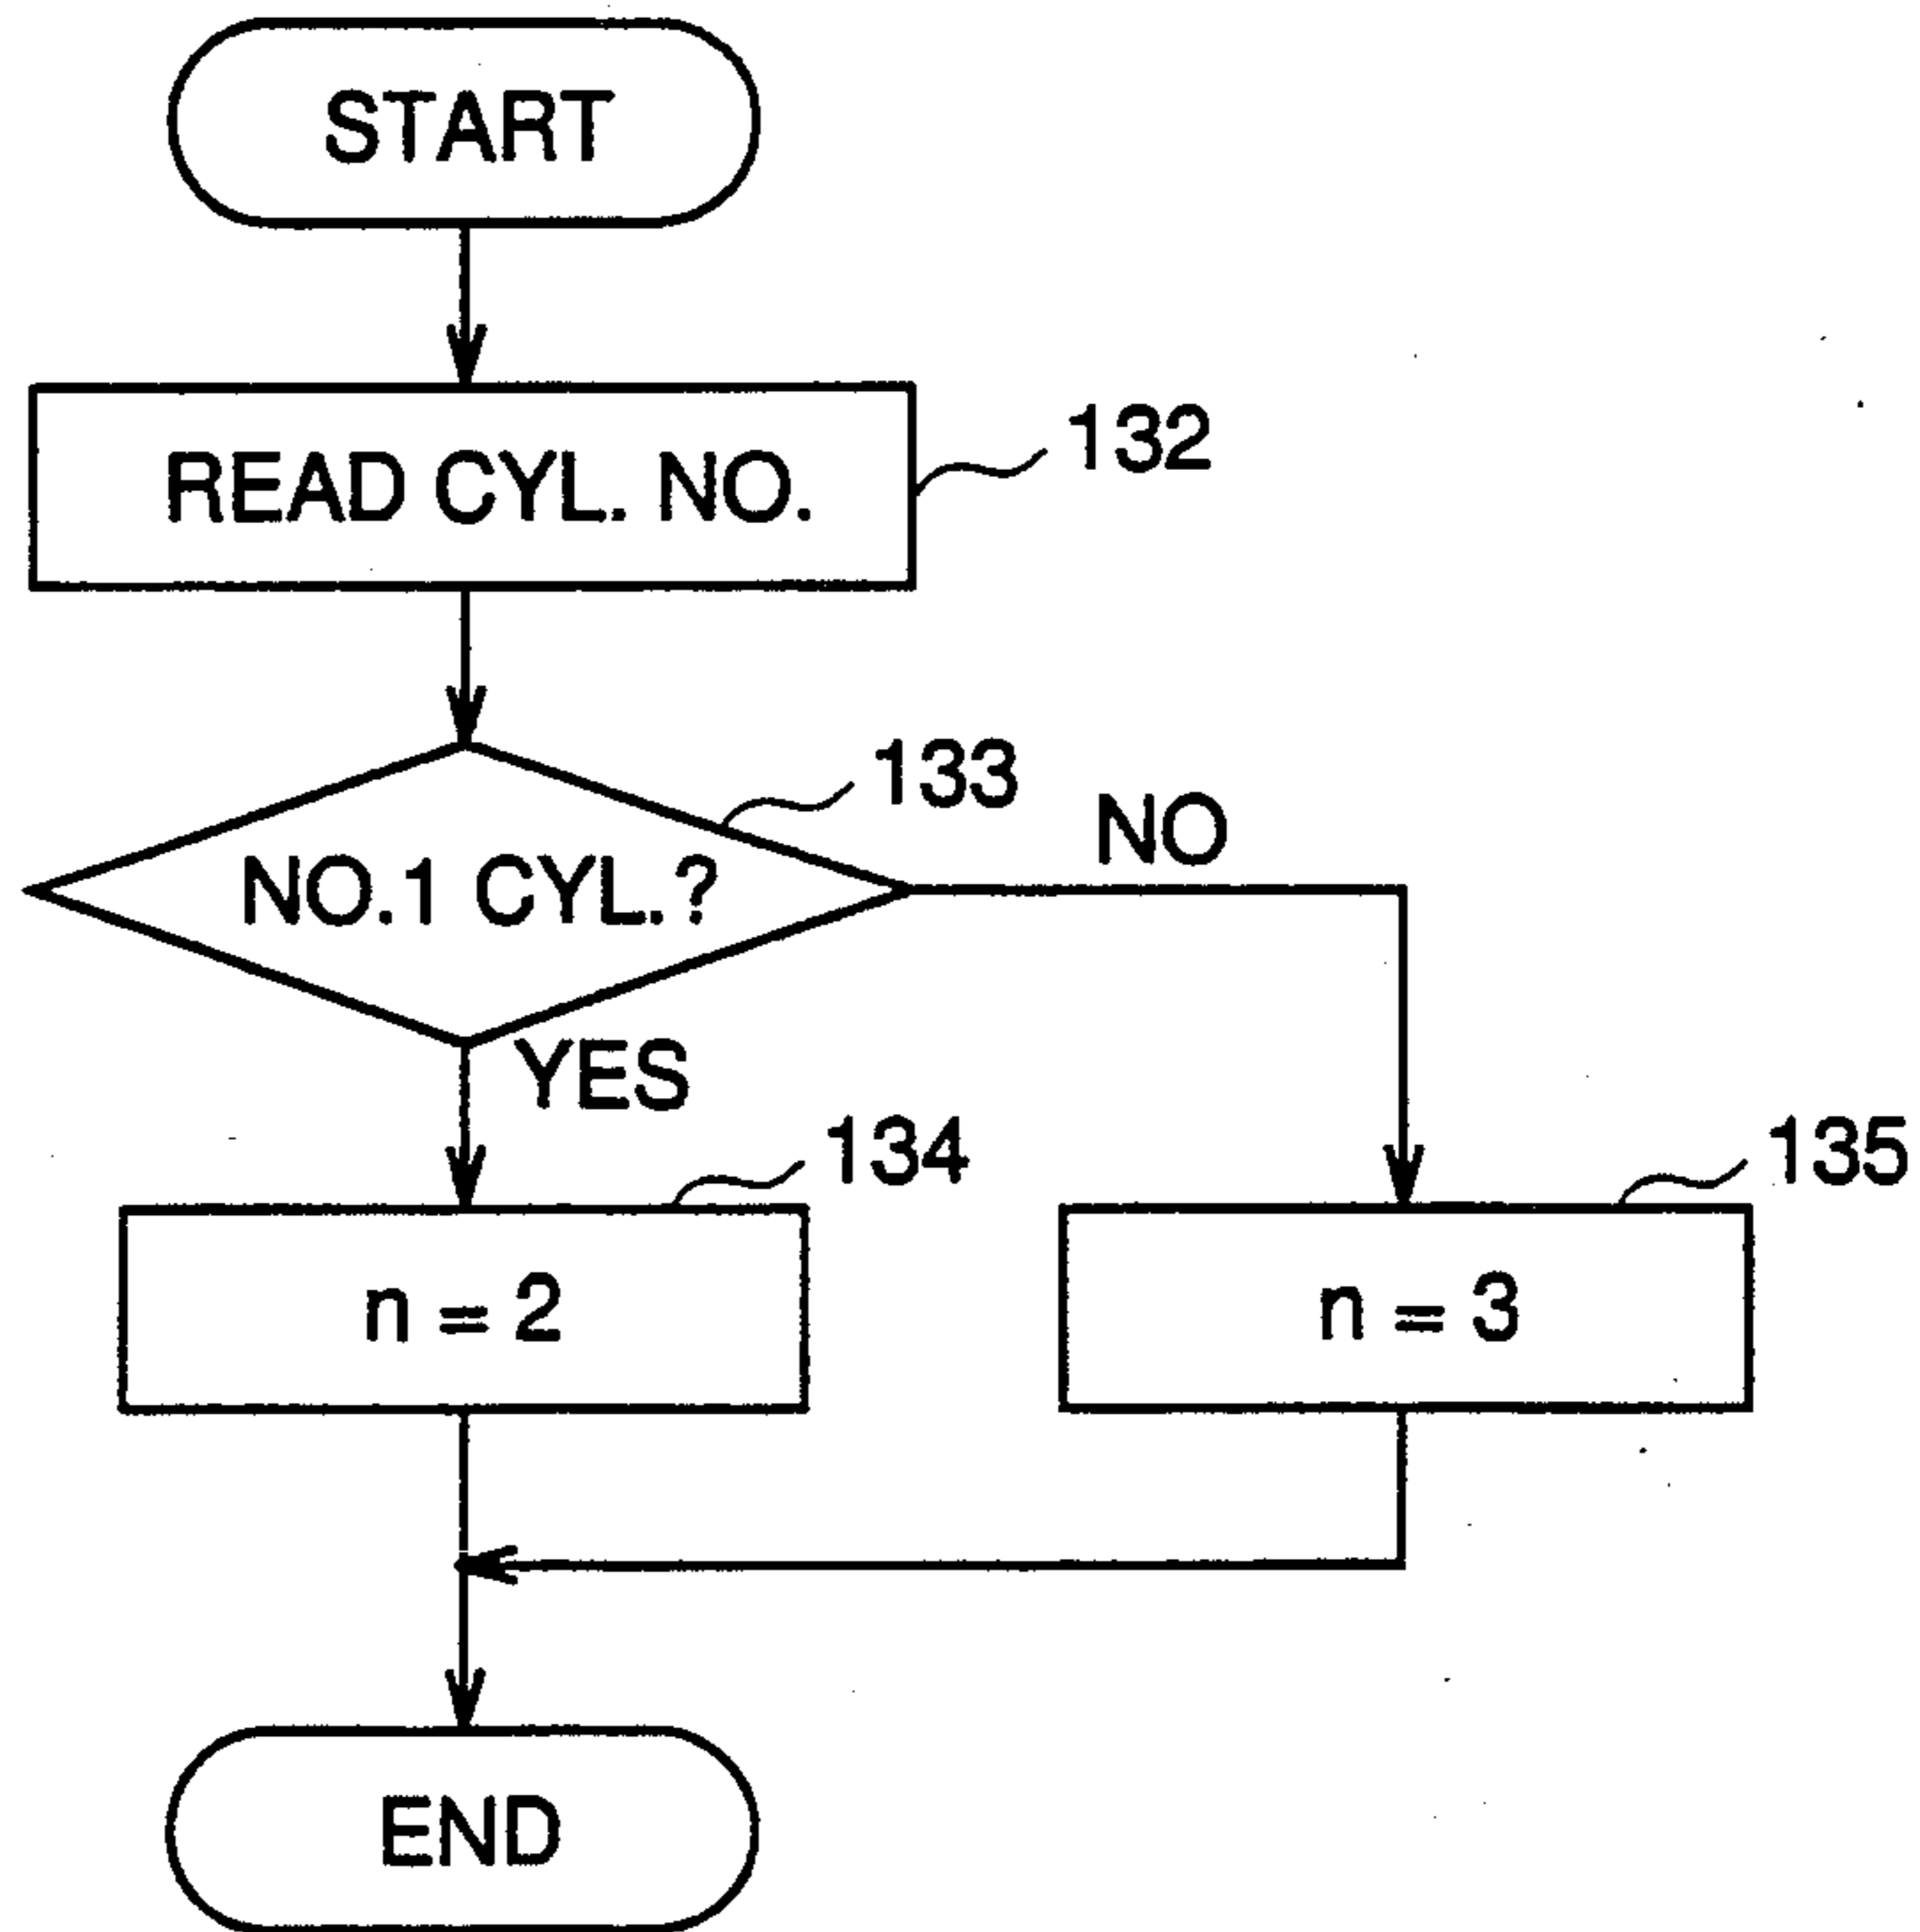 START
READ CYL. NO.
132
NO.1 CYL.?
133
NO
YES
n = 2
134
n = 3
135
END